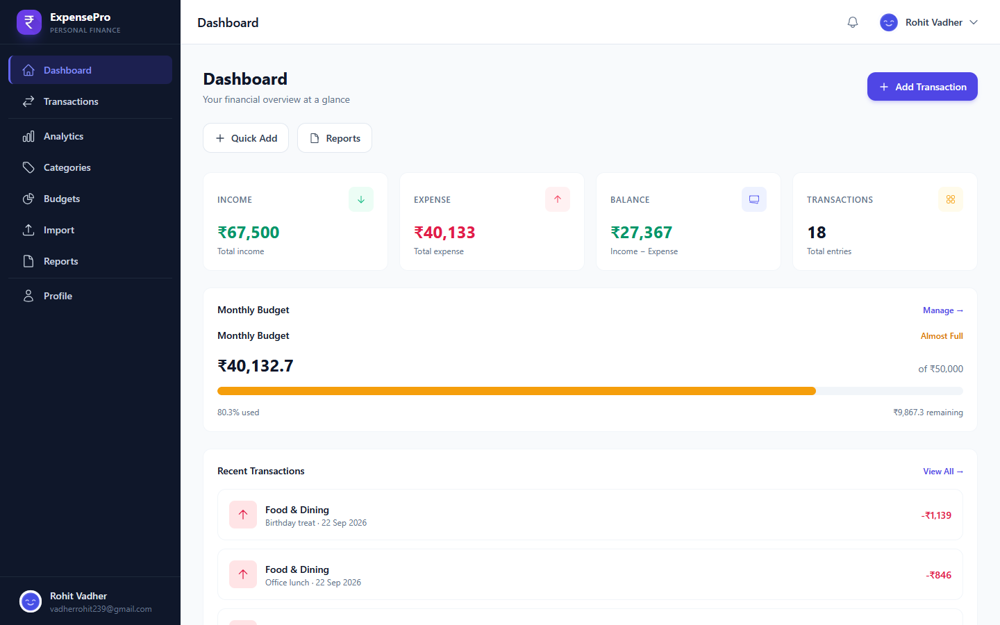 ₹
ExpensePro
PERSONAL FINANCE
Dashboard
Transactions
Analytics
Categories
Budgets
Import
Reports
Profile
Rohit Vadher
vadherrohit239@gmail.com
Dashboard
Rohit Vadher
Dashboard
Your financial overview at a glance
Add Transaction
Quick Add
Reports
INCOME
₹67,500
Total income
EXPENSE
₹40,133
Total expense
BALANCE
₹27,367
Income − Expense
TRANSACTIONS
18
Total entries
Monthly Budget
Manage →
Monthly Budget
Almost Full
₹40,132.7
of ₹50,000
80.3% used
₹9,867.3 remaining
Recent Transactions
View All →
Food & Dining
Birthday treat · 22 Sep 2026
-₹1,139
Food & Dining
Office lunch · 22 Sep 2026
-₹846